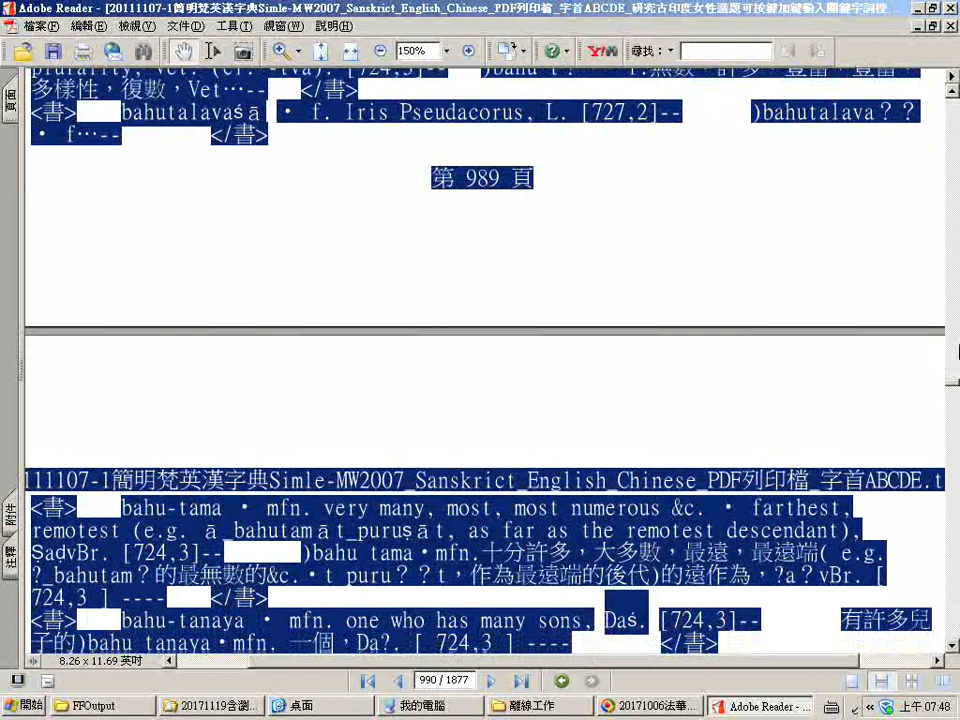 Adobe Reader - [20111107-1簡明梵英漢字典Simle-MW2007_Sanskrict_English_Chinese_PDF列印檔_字首ABCDE_研究古印度女性議題可按鍵加鍵輸入關鍵字詞搜
檔案(F) 編輯(E) 檢視(V) 文件(D) 工具(T) 視窗(W) 說明(H)
150% 尋找:
頁面
多樣性，復數，Vet…-- </書>
<書> bahutalavaśā • f. Iris Pseudacorus, L. [727,2]-- )bahutalava？？
• f…-- </書>
第 989 頁
111107-1簡明梵英漢字典Simle-MW2007_Sanskrict_English_Chinese_PDF列印檔_字首ABCDE.t
<書> bahu-tama • mfn. very many, most, most numerous &c. • farthest,
remotest (e.g. ā_bahutamāt_puruṣāt, as far as the remotest descendant),
ṢaḍvBr. [724,3]-- )bahu tama•mfn.十分許多，大多數，最遠，最遠端( e.g.
?_bahutam？的最無數的&c.•t puru？？t，作為最遠端的後代)的遠作為，?a？vBr. [
724,3 ] ---- </書>
<書> bahu-tanaya • mfn. one who has many sons, Daś. [724,3]-- 有許多兒
子的)bahu tanaya•mfn. 一個，Da?. [ 724,3 ] ---- </書>
附件
注釋
8.26 x 11.69 英吋
990 / 1877
開始 FFOutput 20171119含瀏... 桌面 我的電腦 離線工作 20171006法華... Adobe Reader - ... 上午 07:48